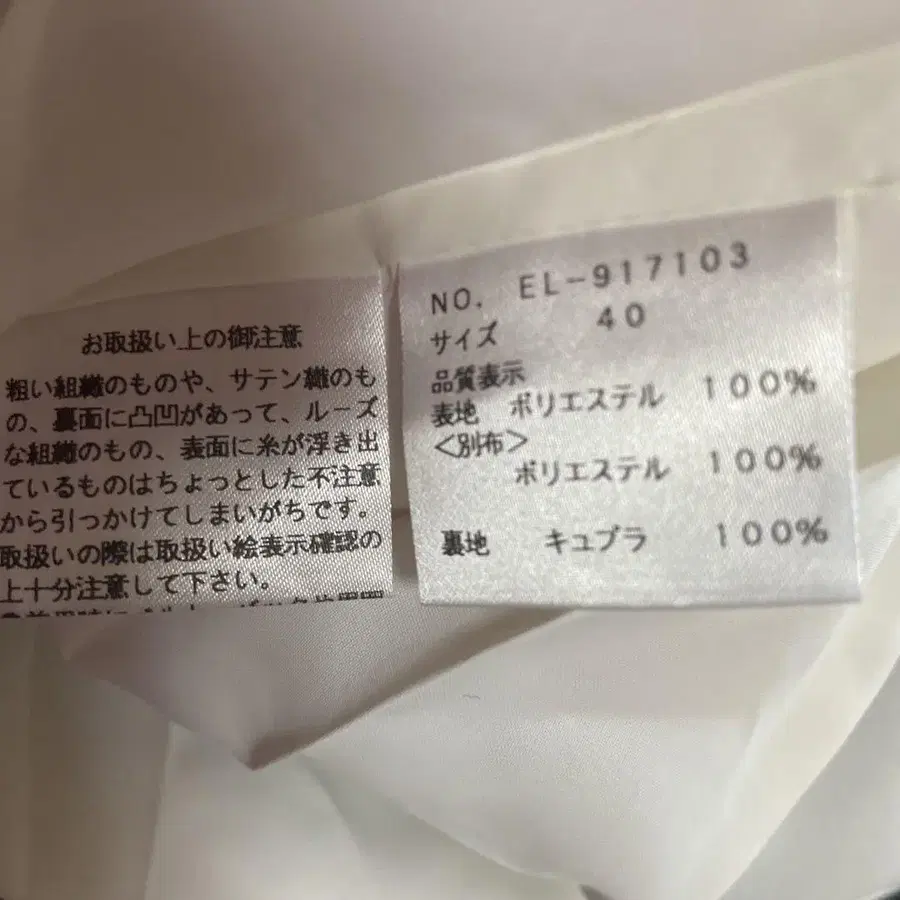 お取扱い上の御注意
粗い組織のものや、サテン織のも
の、裏面に凸凹があって、ルーズ
な組織のもの、表面に糸が浮き出
ているものはちょっとした不注意
から引っかけてしまいがちです。
取扱いの際は取扱い絵表示確認の
上十分注意して下さい。
NO. EL-917103
サイズ 40
品質表示
表地 ポリエステル 100%
<別布>
ポリエステル 100%
裏地 キュプラ 100%